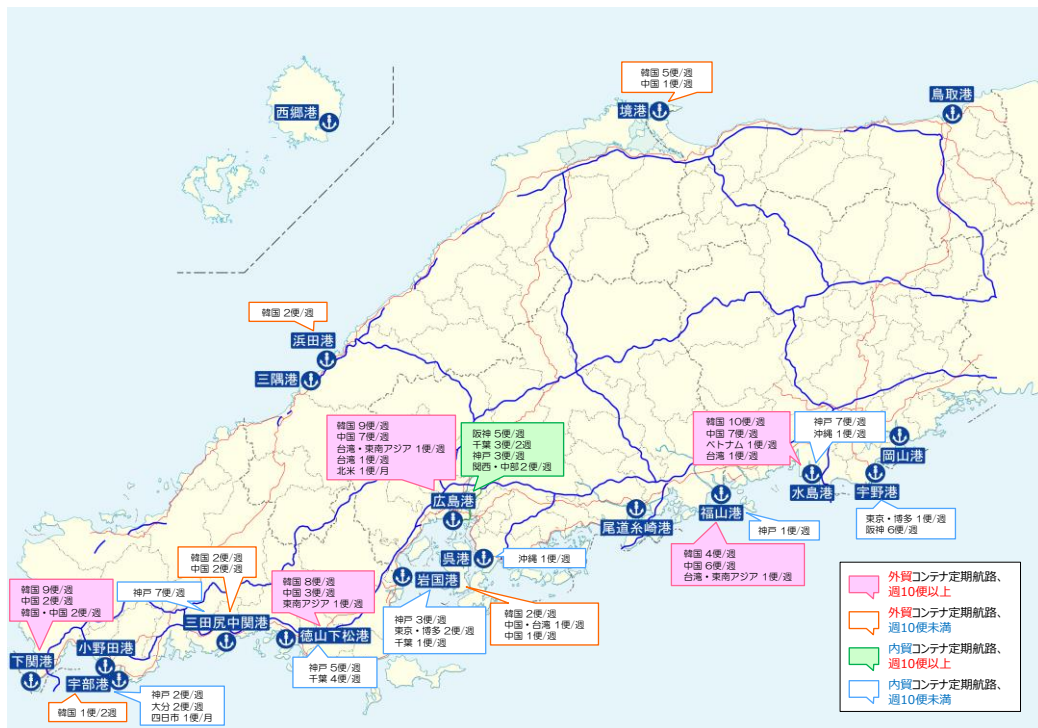 韓国 5便/週
中国 1便/週
鳥取港
境港
西郷港
韓国 2便/週
浜田港
三隅港
韓国 9便/週
中国 7便/週
台湾・東南アジア 1便/週
台湾 1便/週
北米 1便/月
阪神 5便/週
千葉 3便/2週
神戸 3便/週
関西・中部 2便/週
広島港
韓国 10便/週
中国 7便/週
ベトナム 1便/週
台湾 1便/週
神戸 7便/週
沖縄 1便/週
岡山港
水島港
宇野港
東京・博多 1便/週
阪神 6便/週
福山港
神戸 1便/週
尾道糸崎港
韓国 4便/週
中国 6便/週
台湾・東南アジア 1便/週
呉港
沖縄 1便/週
岩国港
神戸 3便/週
東京・博多 2便/週
千葉 1便/週
韓国 2便/週
中国・台湾 1便/週
中国 1便/週
韓国 2便/週
中国 2便/週
神戸 7便/週
三田尻中関港
韓国 8便/週
中国 3便/週
東南アジア 1便/週
徳山下松港
神戸 5便/週
千葉 4便/週
韓国 9便/週
中国 2便/週
韓国・中国 2便/週
下関港
小野田港
宇部港
韓国 1便/2週
神戸 2便/週
大分 2便/週
四日市 1便/月
外貿コンテナ定期航路、
週10便以上
外貿コンテナ定期航路、
週10便未満
内貿コンテナ定期航路、
週10便以上
内貿コンテナ定期航路、
週10便未満